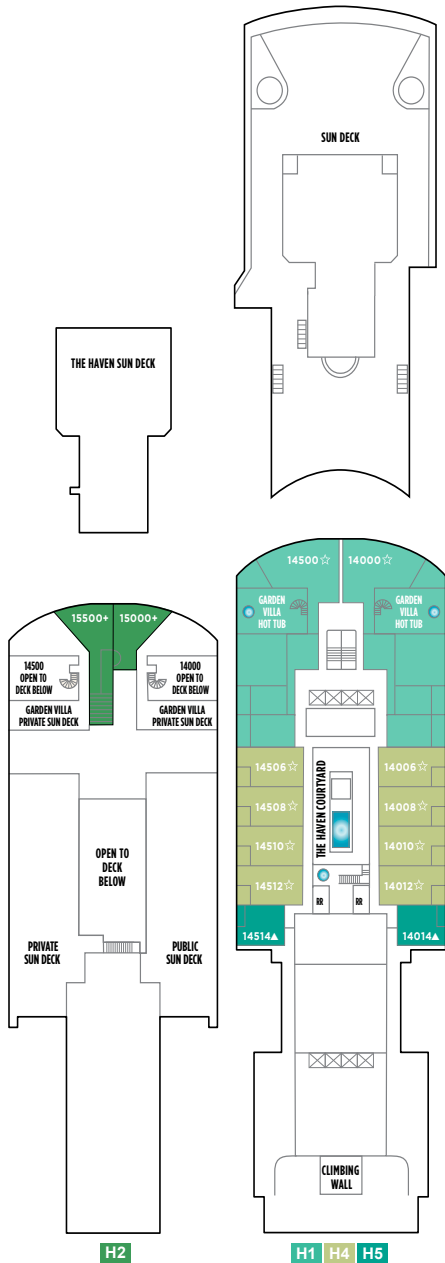 SUN DECK
THE HAVEN SUN DECK
15500+
15000+
14500
OPEN TO
DECK BELOW
14000
OPEN TO
DECK BELOW
GARDEN VILLA
PRIVATE SUN DECK
GARDEN VILLA
PRIVATE SUN DECK
OPEN TO
DECK
BELOW
PRIVATE
SUN DECK
PUBLIC
SUN DECK
H2
14500☆
14000☆
GARDEN
VILLA
HOT TUB
GARDEN
VILLA
HOT TUB
14506☆
14006☆
THE HAVEN COURTYARD
14508☆
14008☆
14510☆
14010☆
14512☆
14012☆
RR
RR
14514▲
14014▲
CLIMBING
WALL
H1
H4
H5